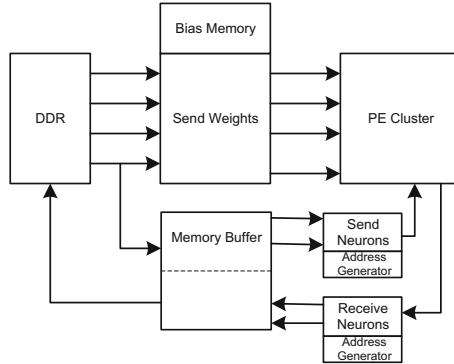 Bias Memory
DDR
Send Weights
PE Cluster
Memory Buffer
Send
Neurons
Address
Generator
Receive
Neurons
Address
Generator